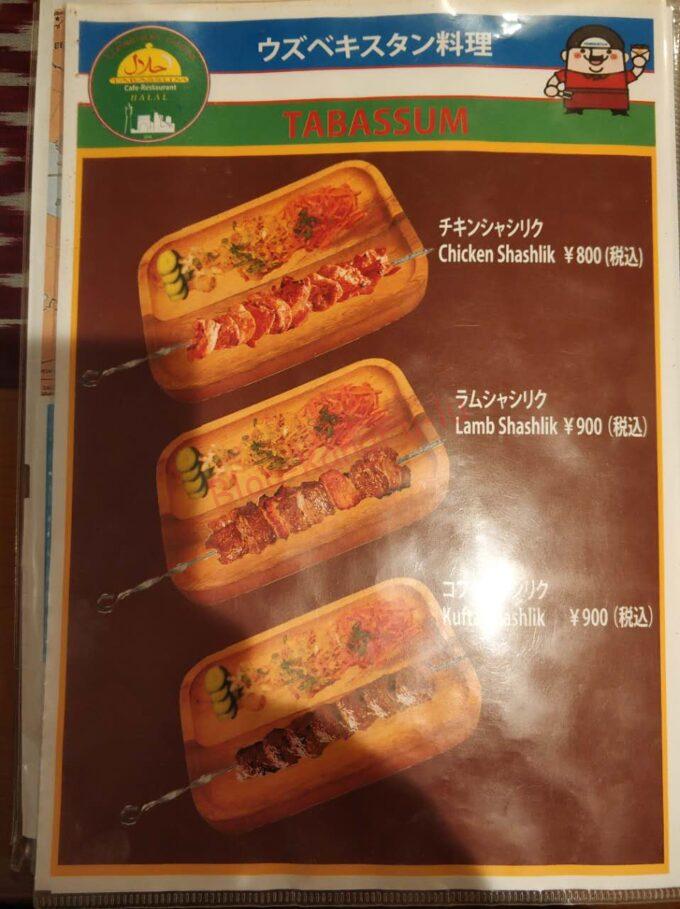 ウズベキスタン料理
حلال
Cafe-Restaurant
HALAL
TABASSUM
チキンシャシリク
Chicken Shashlik ¥800 (税込)
ラムシャシリク
Lamb Shashlik ¥900 (税込)
¥900 (税込)